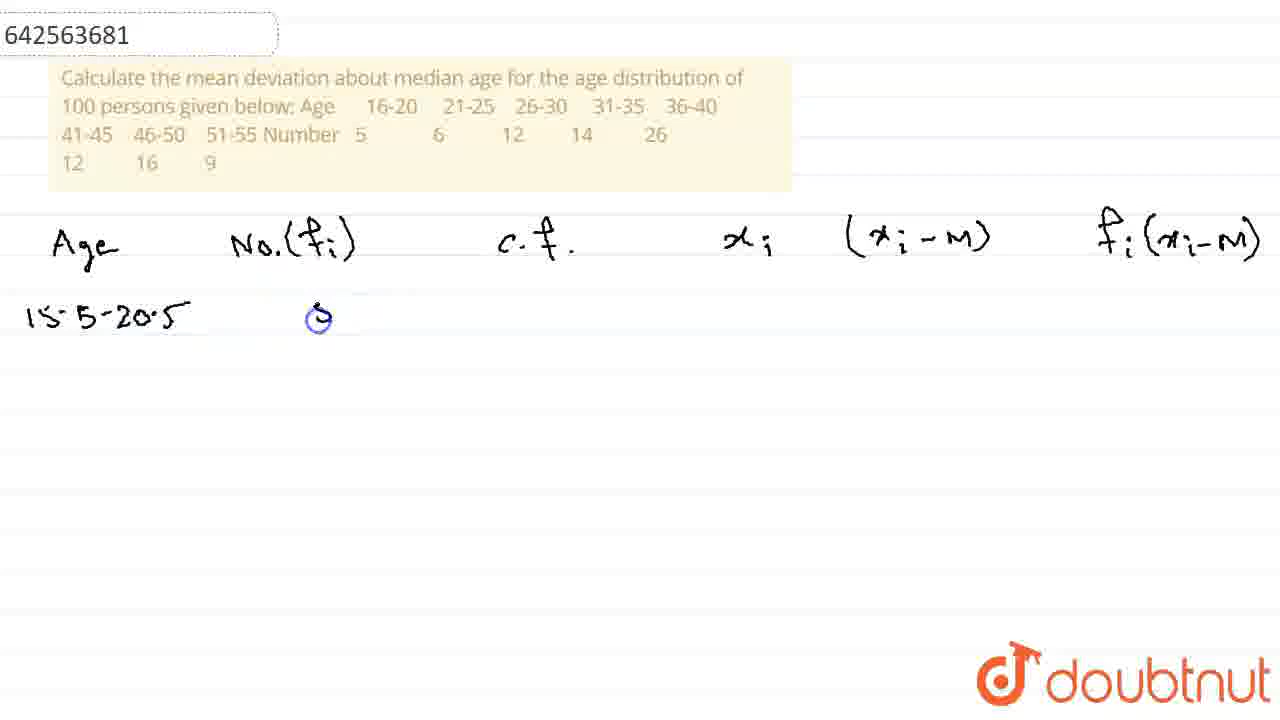 642563681
Calculate the mean deviation about median age for the age distribution of
100 persons given below: Age 16-20 21-25 26-30 31-35 36-40
41-45 46-50 51-55 Number 5 6 12 14 26
12 16 9
Age No.(fi) c.f. xi (xi-M) fi(xi-M)
15.5-20.5 5
doubtnut